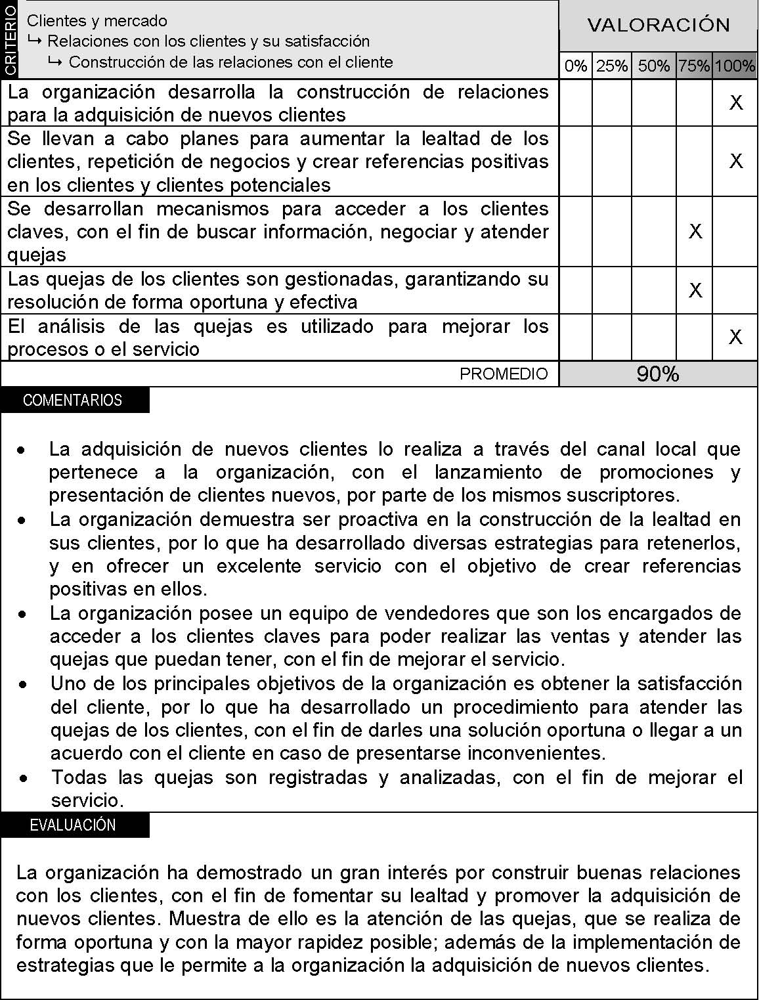 CRITERIO
Clientes y mercado
↳ Relaciones con los clientes y su satisfacción
↳ Construcción de las relaciones con el cliente
VALORACIÓN
0% 25% 50% 75% 100%
La organización desarrolla la construcción de relaciones
para la adquisición de nuevos clientes
X
Se llevan a cabo planes para aumentar la lealtad de los
clientes, repetición de negocios y crear referencias positivas
en los clientes y clientes potenciales
X
Se desarrollan mecanismos para acceder a los clientes
claves, con el fin de buscar información, negociar y atender
quejas
X
Las quejas de los clientes son gestionadas, garantizando su
resolución de forma oportuna y efectiva
X
El análisis de las quejas es utilizado para mejorar los
procesos o el servicio
X
PROMEDIO 90%
COMENTARIOS
• La adquisición de nuevos clientes lo realiza a través del canal local que
pertenece a la organización, con el lanzamiento de promociones y
presentación de clientes nuevos, por parte de los mismos suscriptores.
• La organización demuestra ser proactiva en la construcción de la lealtad en
sus clientes, por lo que ha desarrollado diversas estrategias para retenerlos,
y en ofrecer un excelente servicio con el objetivo de crear referencias
positivas en ellos.
• La organización posee un equipo de vendedores que son los encargados de
acceder a los clientes claves para poder realizar las ventas y atender las
quejas que puedan tener, con el fin de mejorar el servicio.
• Uno de los principales objetivos de la organización es obtener la satisfacción
del cliente, por lo que ha desarrollado un procedimiento para atender las
quejas de los clientes, con el fin de darles una solución oportuna o llegar a un
acuerdo con el cliente en caso de presentarse inconvenientes.
• Todas las quejas son registradas y analizadas, con el fin de mejorar el
servicio.
EVALUACIÓN
La organización ha demostrado un gran interés por construir buenas relaciones
con los clientes, con el fin de fomentar su lealtad y promover la adquisición de
nuevos clientes. Muestra de ello es la atención de las quejas, que se realiza de
forma oportuna y con la mayor rapidez posible; además de la implementación de
estrategias que le permite a la organización la adquisición de nuevos clientes.